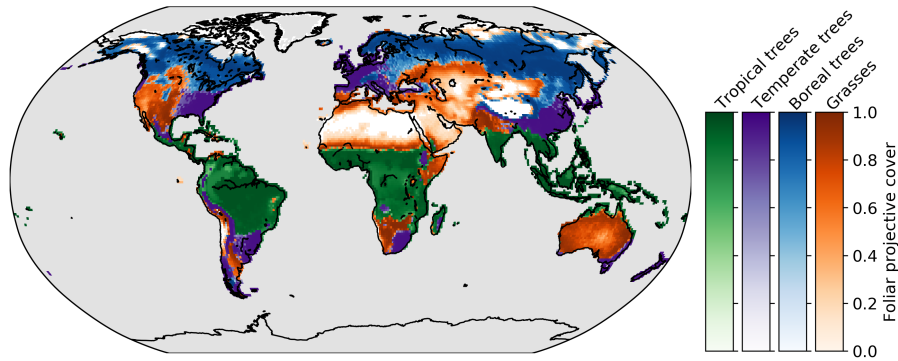 Tropical trees
Temperate trees
Boreal trees
Grasses
1.0
0.8
0.6
0.4
0.2
0.0
Foliar projective cover